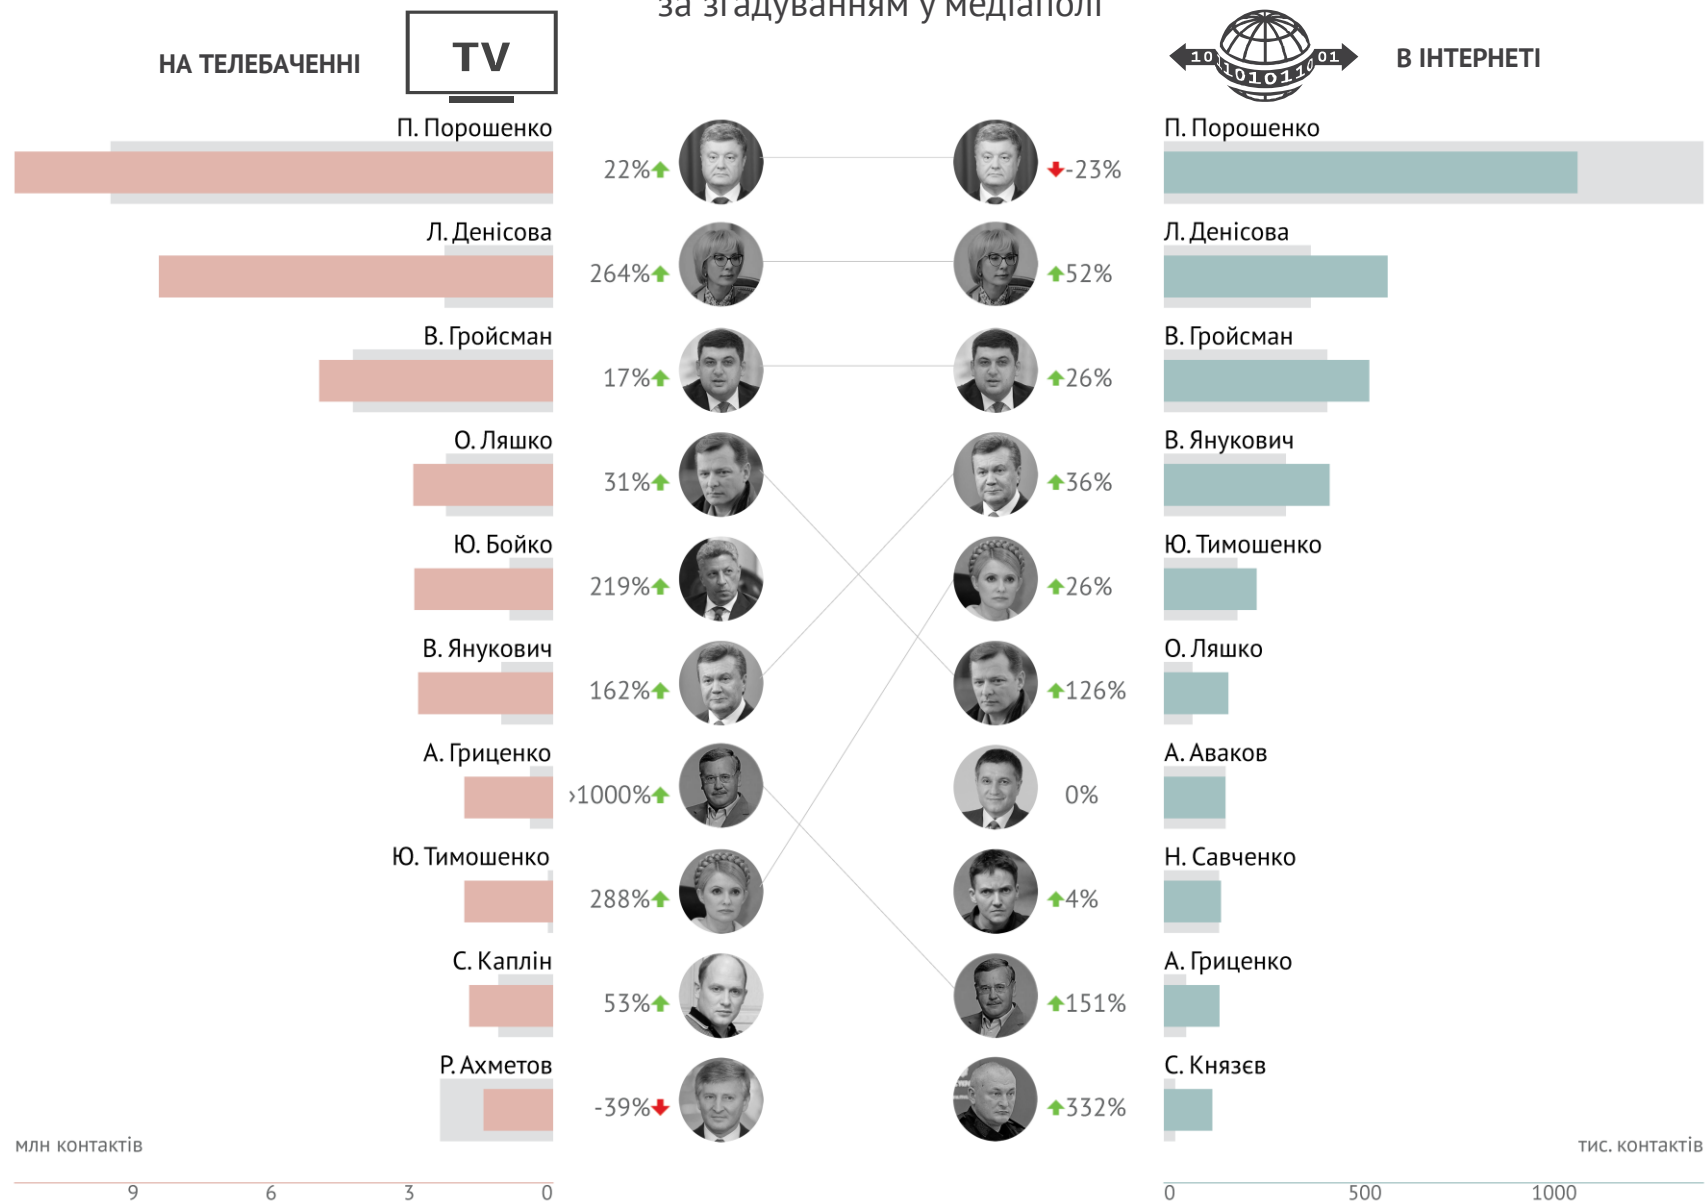 за згадуванням у медіаполі
НА ТЕЛЕБАЧЕННІ
TV
10 11010110 01
В ІНТЕРНЕТІ
П. Порошенко
22%
-23%
П. Порошенко
Л. Денісова
264%
52%
Л. Денісова
В. Гройсман
17%
26%
В. Гройсман
О. Ляшко
31%
36%
В. Янукович
Ю. Бойко
219%
26%
Ю. Тимошенко
В. Янукович
162%
126%
О. Ляшко
А. Гриценко
›1000%
0%
А. Аваков
Ю. Тимошенко
288%
4%
Н. Савченко
С. Каплін
53%
151%
А. Гриценко
Р. Ахметов
-39%
332%
С. Князєв
млн контактів
тис. контактів
9 6 3 0
0 500 1000